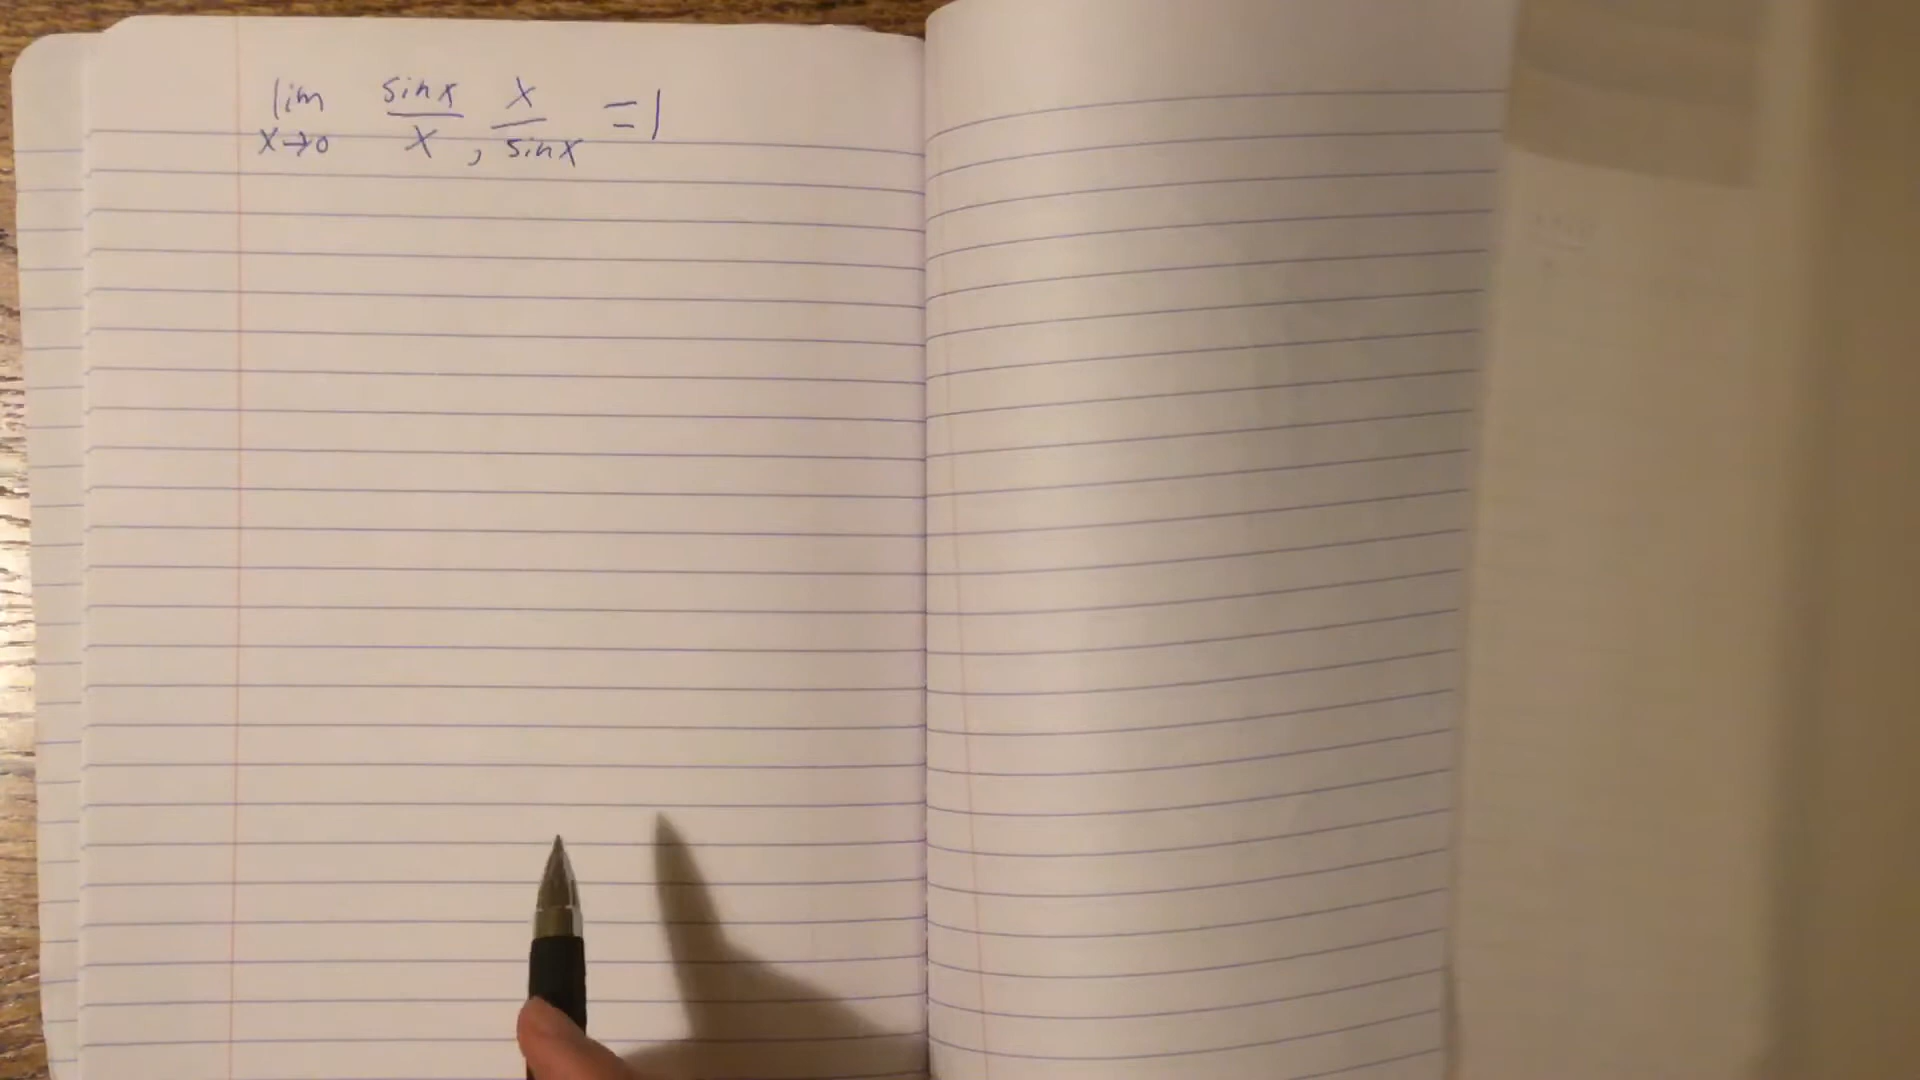 lim sinx/x, x/sinx =1
x→0